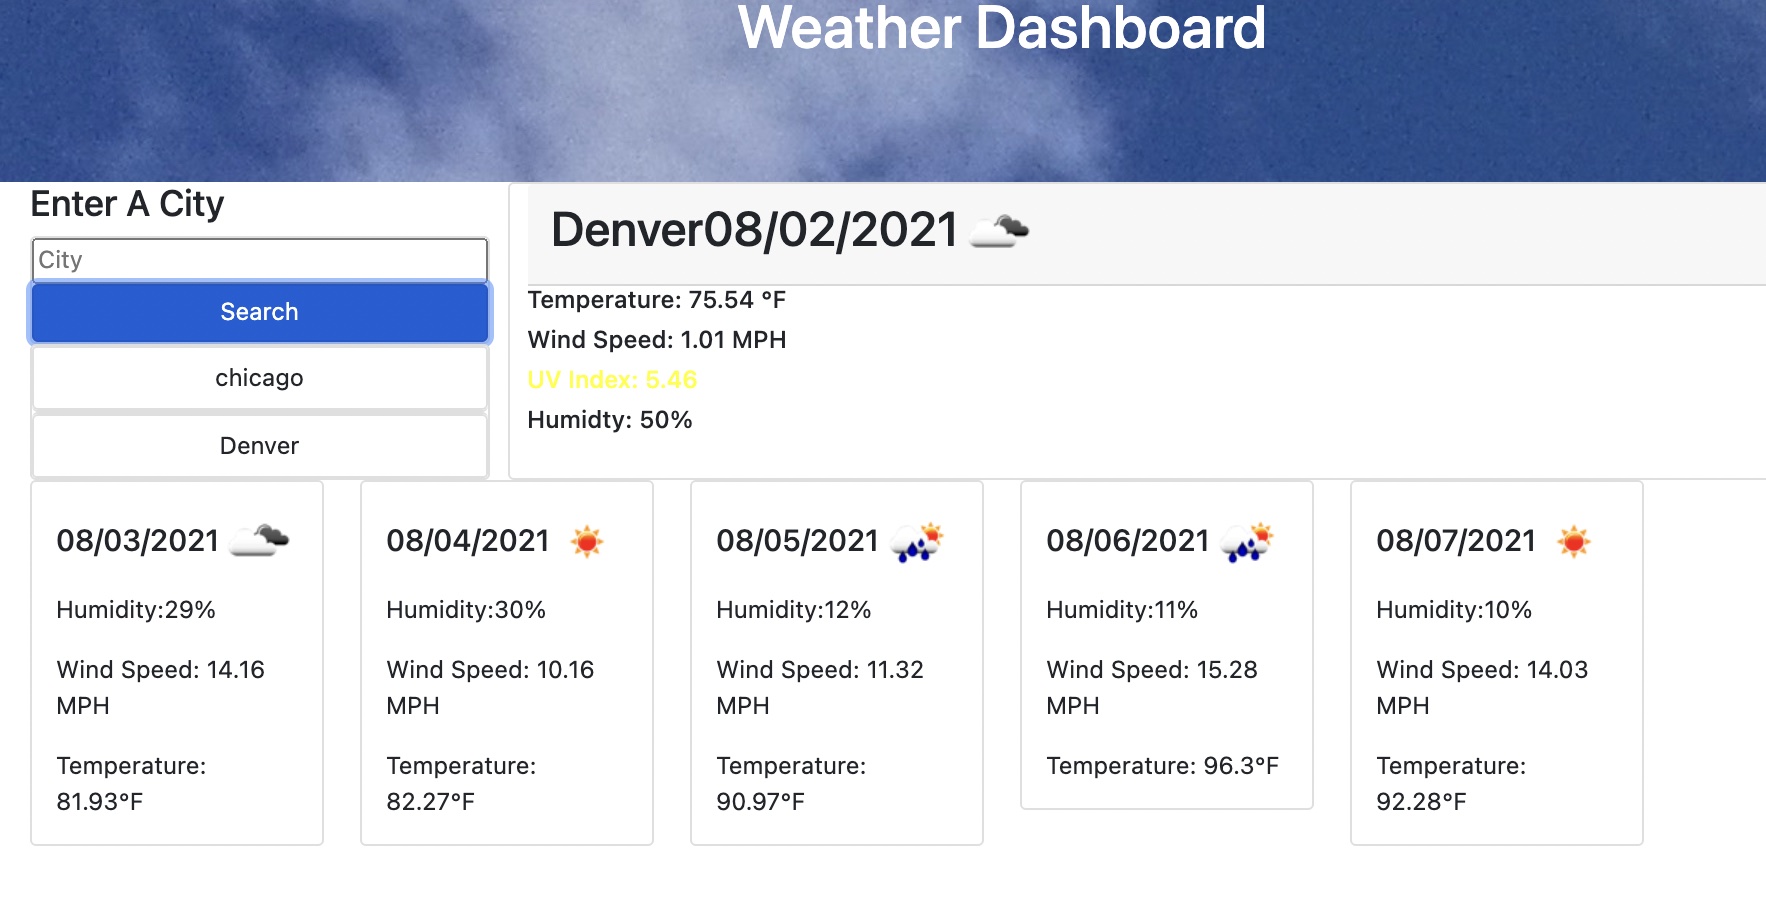 Weather Dashboard
Enter A City
City
Search
chicago
Denver
Denver08/02/2021
Temperature: 75.54 °F
Wind Speed: 1.01 MPH
UV Index: 5.46
Humidty: 50%
08/03/2021
Humidity:29%
Wind Speed: 14.16
MPH
Temperature:
81.93°F
08/04/2021
Humidity:30%
Wind Speed: 10.16
MPH
Temperature:
82.27°F
08/05/2021
Humidity:12%
Wind Speed: 11.32
MPH
Temperature:
90.97°F
08/06/2021
Humidity:11%
Wind Speed: 15.28
MPH
Temperature: 96.3°F
08/07/2021
Humidity:10%
Wind Speed: 14.03
MPH
Temperature:
92.28°F